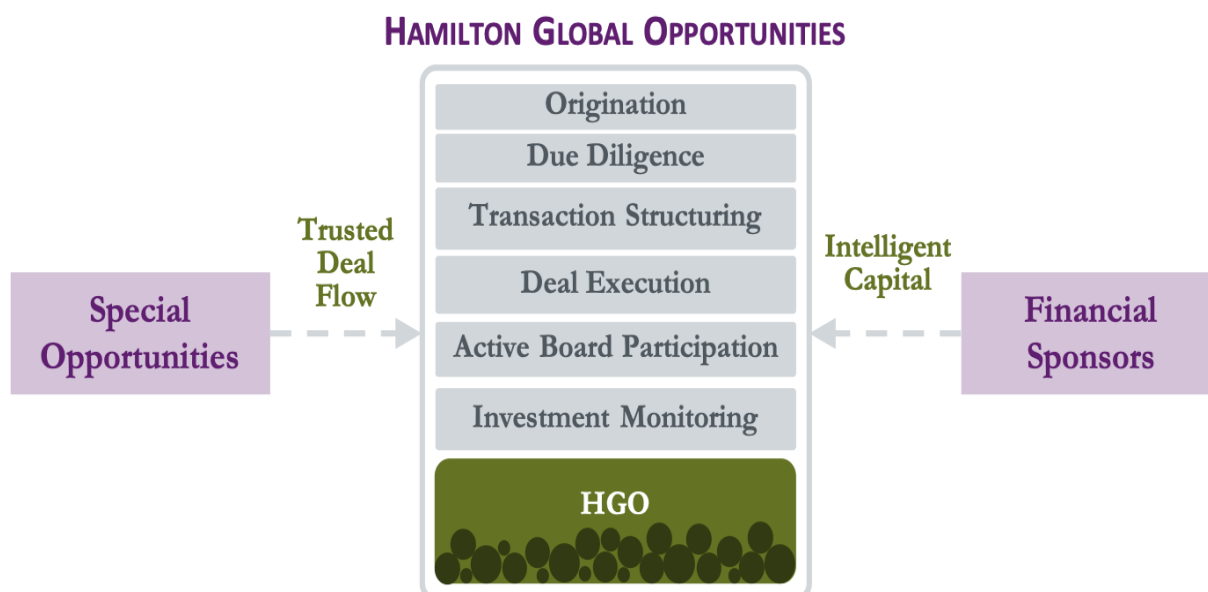 HAMILTON GLOBAL OPPORTUNITIES
Origination
Due Diligence
Transaction Structuring
Deal Execution
Active Board Participation
Investment Monitoring
HGO
Trusted
Deal
Flow
Special
Opportunities
Intelligent
Capital
Financial
Sponsors